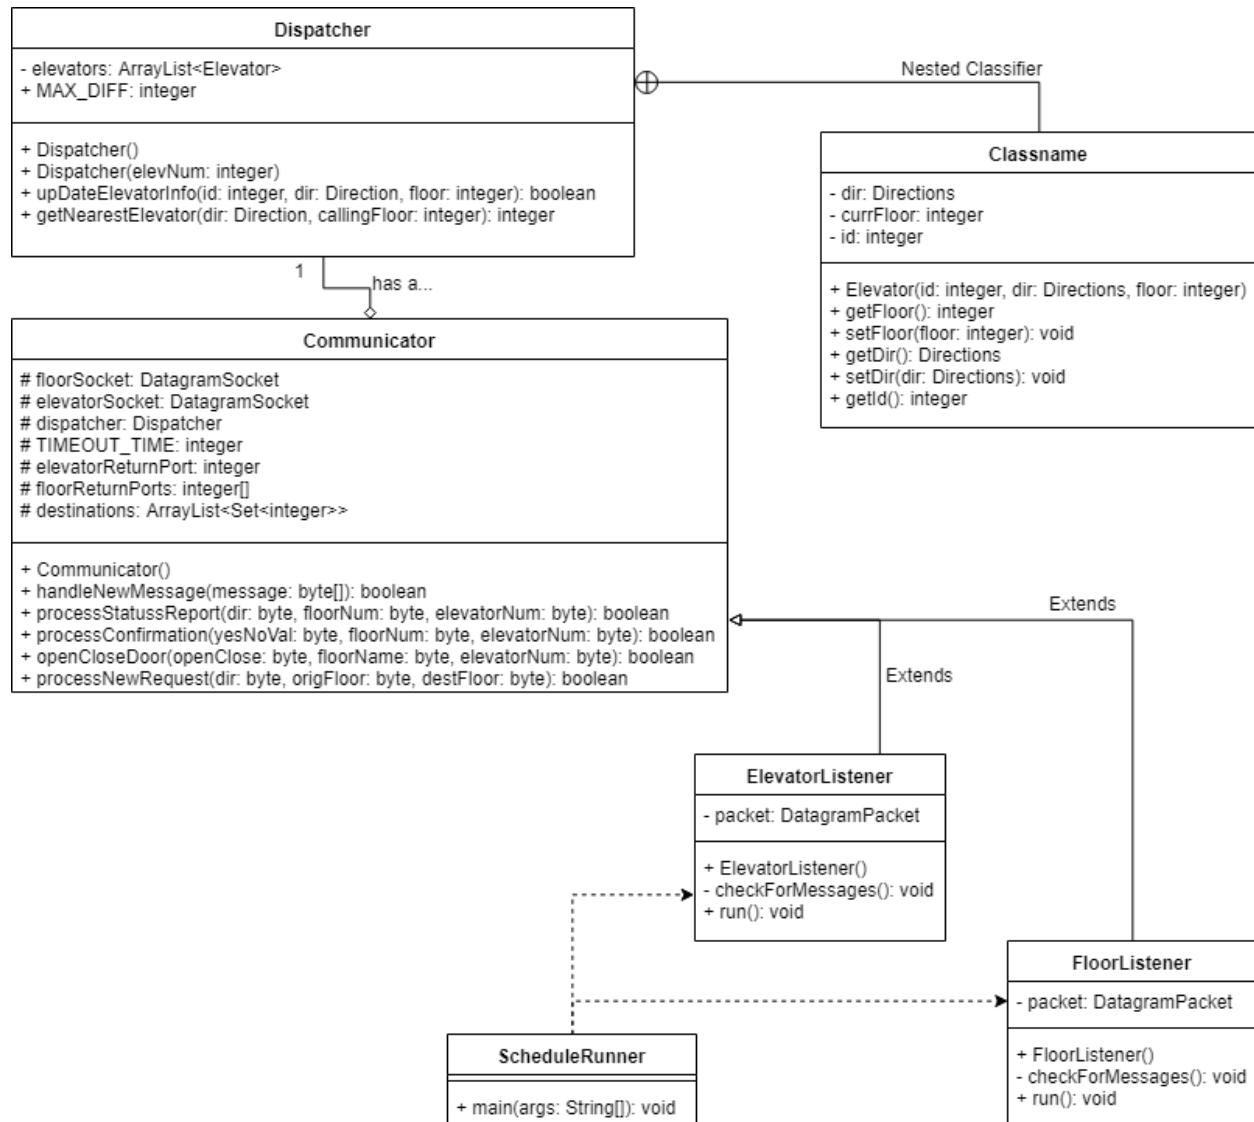 Dispatcher
- elevators: ArrayList<Elevator>
+ MAX_DIFF: integer
+ Dispatcher()
+ Dispatcher(elevNum: integer)
+ upDateElevatorInfo(id: integer, dir: Direction, floor: integer): boolean
+ getNearestElevator(dir: Direction, callingFloor: integer): integer
Nested Classifier
Classname
- dir: Directions
- currFloor: integer
- id: integer
+ Elevator(id: integer, dir: Directions, floor: integer)
+ getFloor(): integer
+ setFloor(floor: integer): void
+ getDir(): Directions
+ setDir(dir: Directions): void
+ getId(): integer
1
has a...
Communicator
# floorSocket: DatagramSocket
# elevatorSocket: DatagramSocket
# dispatcher: Dispatcher
# TIMEOUT_TIME: integer
# elevatorReturnPort: integer
# floorReturnPorts: integer[]
# destinations: ArrayList<Set<integer>>
+ Communicator()
+ handleNewMessage(message: byte[]): boolean
+ processStatussReport(dir: byte, floorNum: byte, elevatorNum: byte): boolean
+ processConfirmation(yesNoVal: byte, floorNum: byte, elevatorNum: byte): boolean
+ openCloseDoor(openClose: byte, floorName: byte, elevatorNum: byte): boolean
+ processNewRequest(dir: byte, origFloor: byte, destFloor: byte): boolean
Extends
Extends
ElevatorListener
- packet: DatagramPacket
+ ElevatorListener()
- checkForMessages(): void
+ run(): void
FloorListener
- packet: DatagramPacket
+ FloorListener()
- checkForMessages(): void
+ run(): void
ScheduleRunner
+ main(args: String[]): void